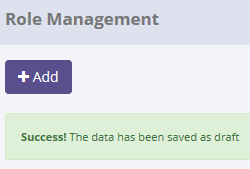 Role Management
+ Add
Success! The data has been saved as draft